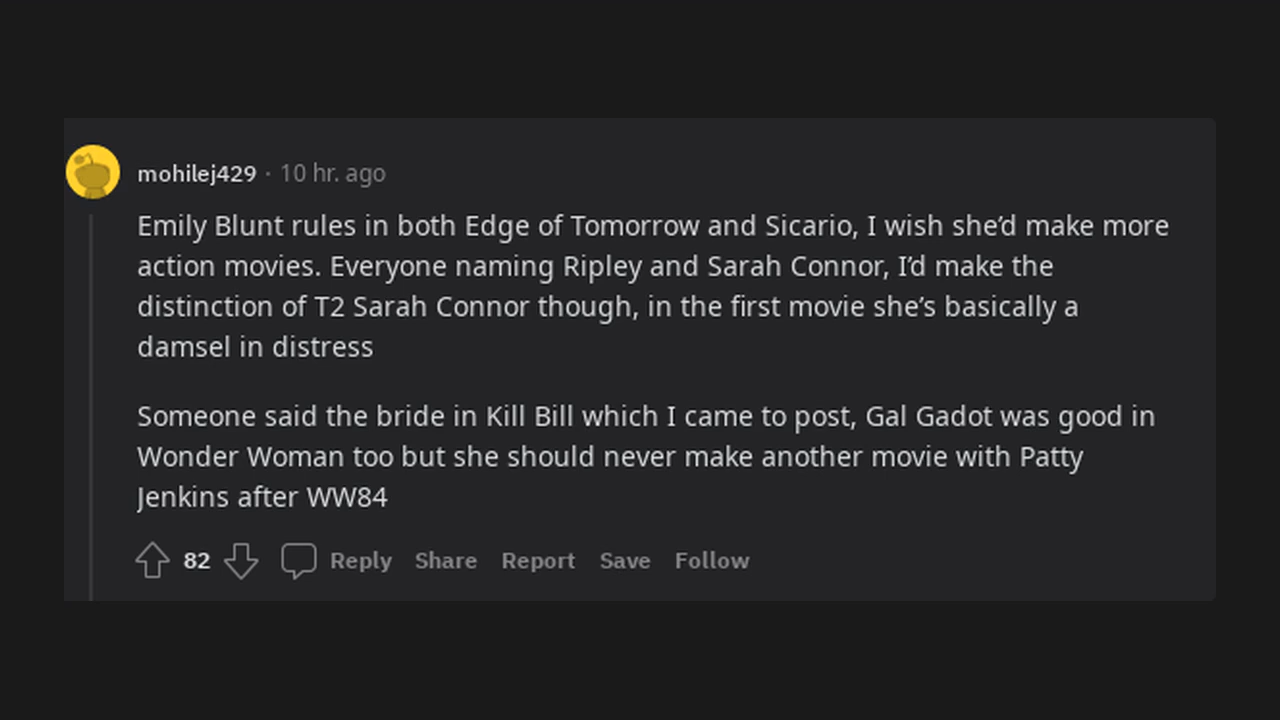 mohilej429 · 10 hr. ago
Emily Blunt rules in both Edge of Tomorrow and Sicario, I wish she’d make more
action movies. Everyone naming Ripley and Sarah Connor, I’d make the
distinction of T2 Sarah Connor though, in the first movie she’s basically a
damsel in distress
Someone said the bride in Kill Bill which I came to post, Gal Gadot was good in
Wonder Woman too but she should never make another movie with Patty
Jenkins after WW84
82 Reply Share Report Save Follow